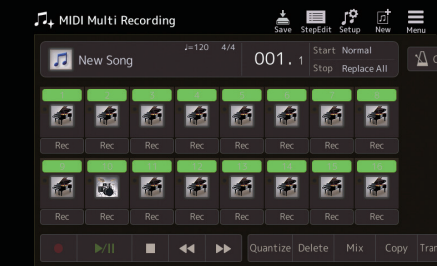 MIDI Multi Recording
Save StepEdit Setup New Menu
New Song ♩=120 4/4 001. 1 Start Normal
Stop Replace All
Rec Rec Rec Rec Rec Rec Rec Rec
Rec Rec Rec Rec Rec Rec Rec Rec
Quantize Delete Mix Copy Tran